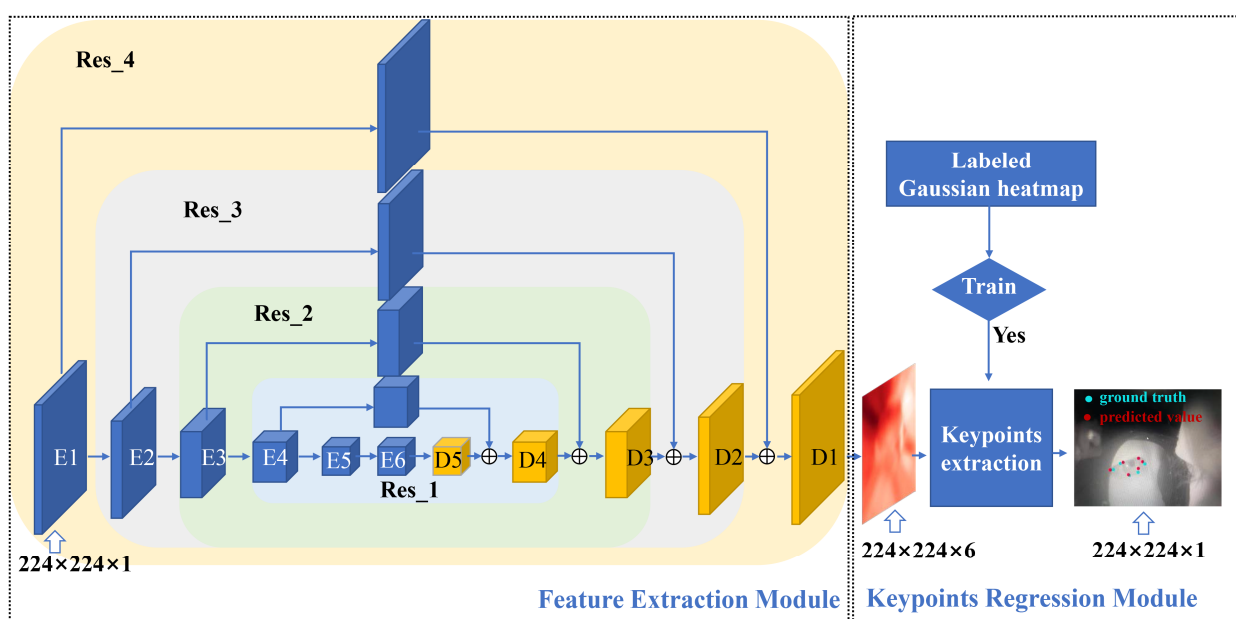 Res_4
Res_3
Res_2
Res_1
E1
E2
E3
E4
E5
E6
D5
D4
D3
D2
D1
224×224×1
Feature Extraction Module
Labeled
Gaussian heatmap
Train
Yes
Keypoints
extraction
ground truth
predicted value
224×224×6
224×224×1
Keypoints Regression Module